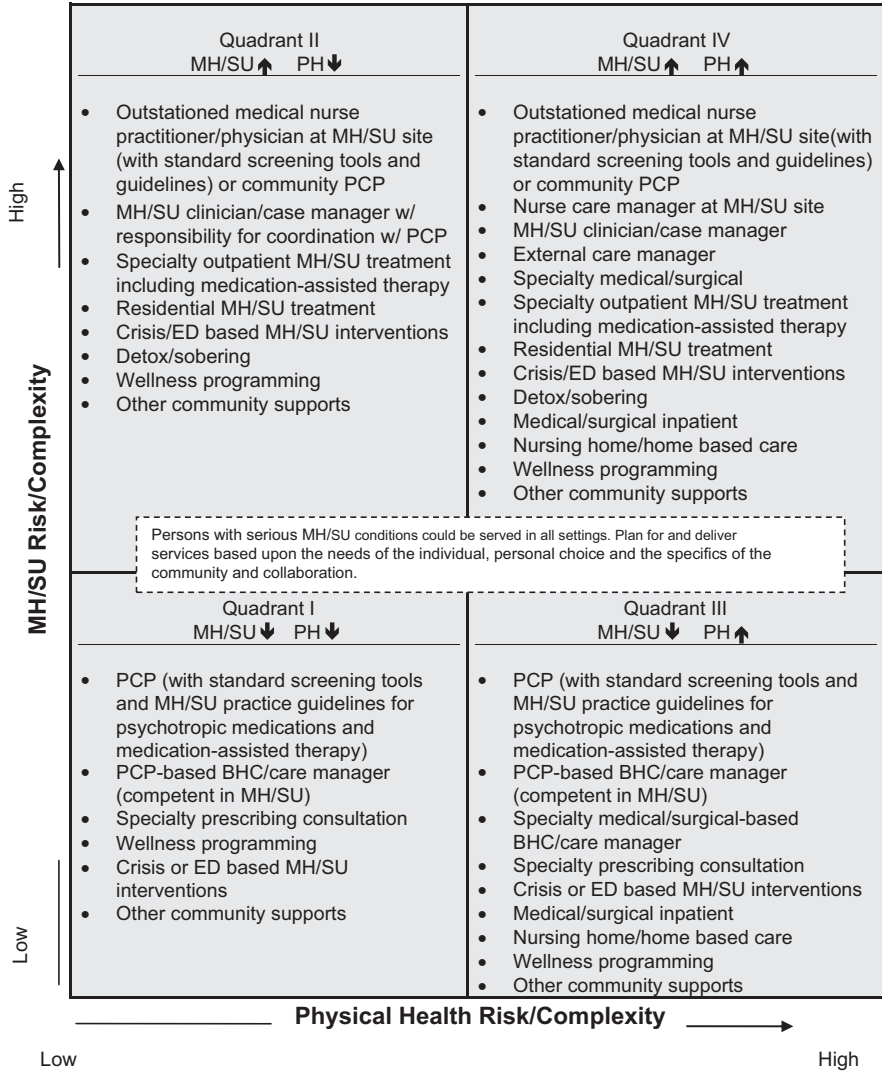 Quadrant II
MH/SU↑ PH↓
• Outstationed medical nurse
practitioner/physician at MH/SU site
(with standard screening tools and
guidelines) or community PCP
• MH/SU clinician/case manager w/
responsibility for coordination w/ PCP
• Specialty outpatient MH/SU treatment
including medication-assisted therapy
• Residential MH/SU treatment
• Crisis/ED based MH/SU interventions
• Detox/sobering
• Wellness programming
• Other community supports
Quadrant IV
MH/SU↑ PH↑
• Outstationed medical nurse
practitioner/physician at MH/SU site(with
standard screening tools and guidelines)
or community PCP
• Nurse care manager at MH/SU site
• MH/SU clinician/case manager
• External care manager
• Specialty medical/surgical
• Specialty outpatient MH/SU treatment
including medication-assisted therapy
• Residential MH/SU treatment
• Crisis/ED based MH/SU interventions
• Detox/sobering
• Medical/surgical inpatient
• Nursing home/home based care
• Wellness programming
• Other community supports
High
MH/SU Risk/Complexity
Low
Persons with serious MH/SU conditions could be served in all settings. Plan for and deliver
services based upon the needs of the individual, personal choice and the specifics of the
community and collaboration.
Quadrant I
MH/SU↓ PH↓
• PCP (with standard screening tools
and MH/SU practice guidelines for
psychotropic medications and
medication-assisted therapy)
• PCP-based BHC/care manager
(competent in MH/SU)
• Specialty prescribing consultation
• Wellness programming
• Crisis or ED based MH/SU
interventions
• Other community supports
Quadrant III
MH/SU↓ PH↑
• PCP (with standard screening tools and
MH/SU practice guidelines for
psychotropic medications and
medication-assisted therapy)
• PCP-based BHC/care manager
(competent in MH/SU)
• Specialty medical/surgical-based
BHC/care manager
• Specialty prescribing consultation
• Crisis or ED based MH/SU interventions
• Medical/surgical inpatient
• Nursing home/home based care
• Wellness programming
• Other community supports
Physical Health Risk/Complexity
Low
High